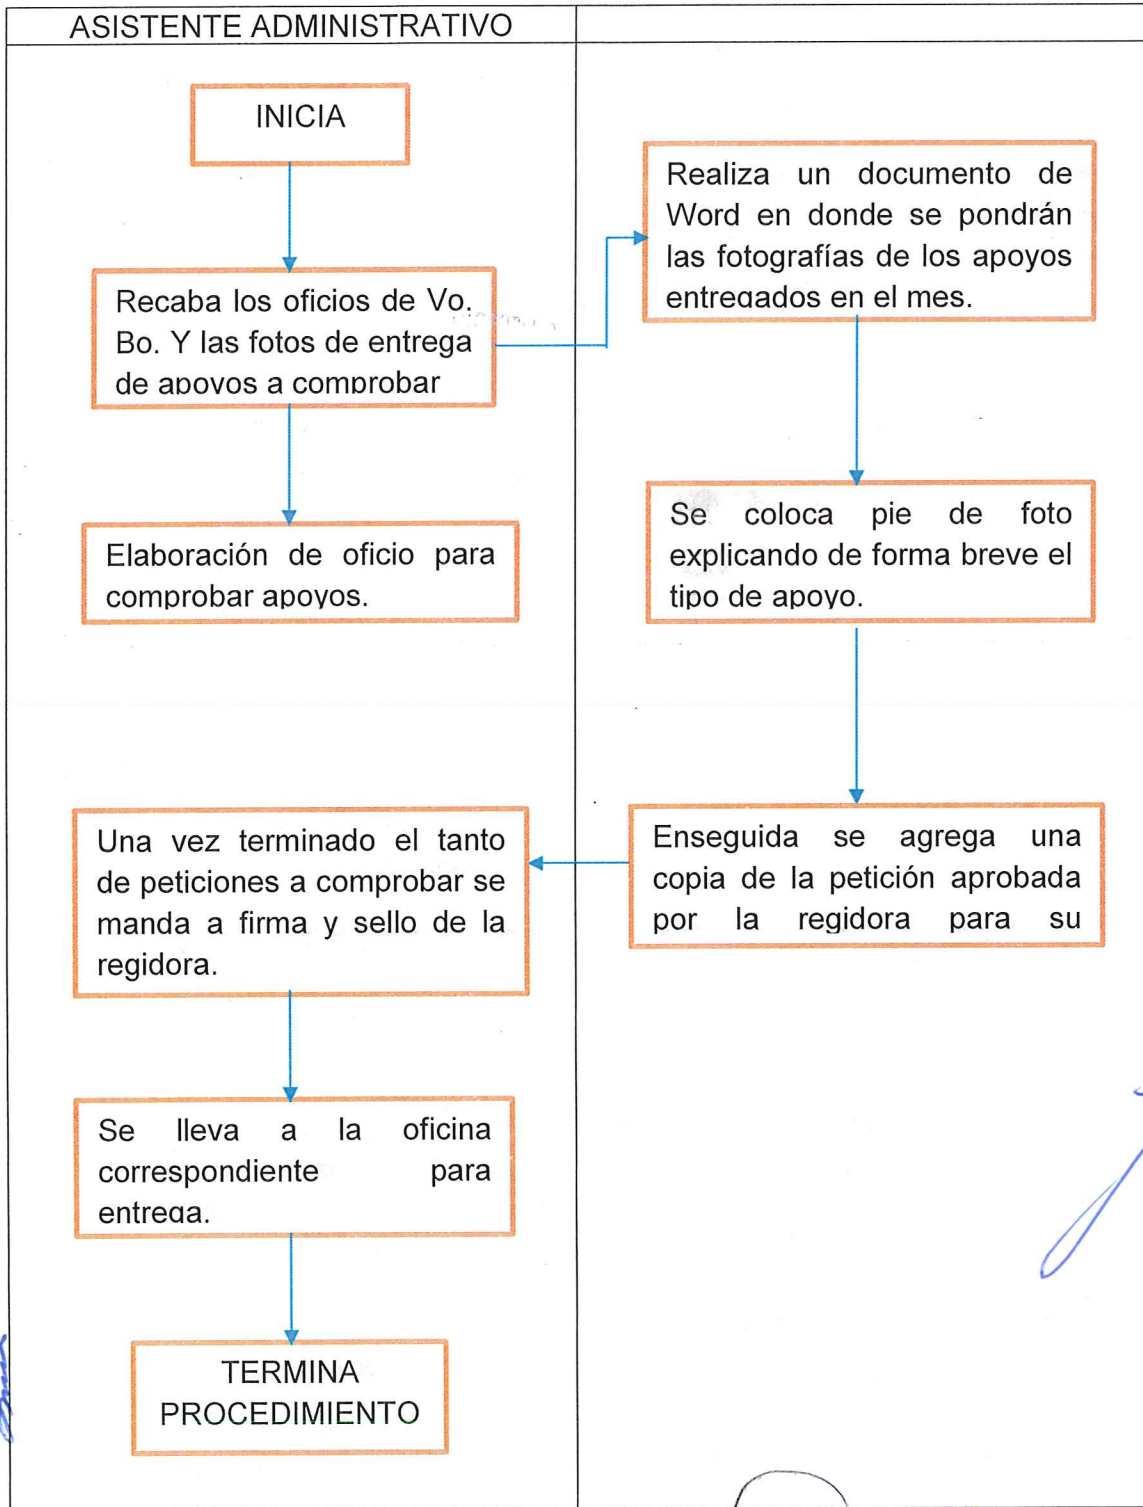 ASISTENTE ADMINISTRATIVO
INICIA
Recaba los oficios de Vo.
Bo. Y las fotos de entrega
de apoyos a comprobar
Elaboración de oficio para
comprobar apoyos.
Realiza un documento de
Word en donde se pondrán
las fotografías de los apoyos
entregados en el mes.
Se coloca pie de foto
explicando de forma breve el
tipo de apoyo.
Enseguida se agrega una
copia de la petición aprobada
por la regidora para su
Una vez terminado el tanto
de peticiones a comprobar se
manda a firma y sello de la
regidora.
Se lleva a la oficina
correspondiente para
entrega.
TERMINA
PROCEDIMIENTO